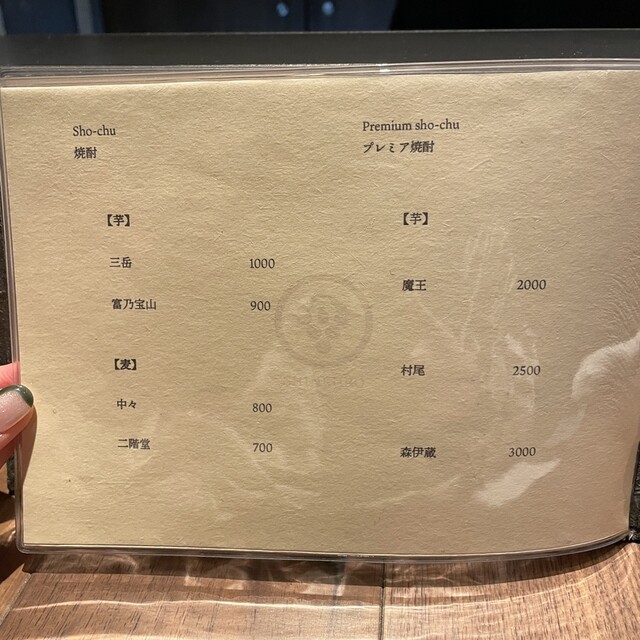 Sho-chu
焼酎
【芋】
三岳 1000
富乃宝山 900
【麦】
中々 800
二階堂 700
Premium sho-chu
プレミア焼酎
【芋】
魔王 2000
村尾 2500
森伊蔵 3000